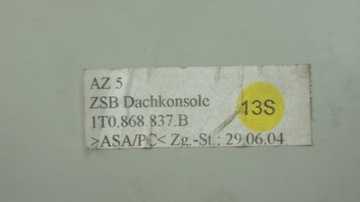 AZ 5
ZSB Dachkonsole
1T0.868.837.B
13S
>ASA/PC< Zg.-St.: 29.06.04